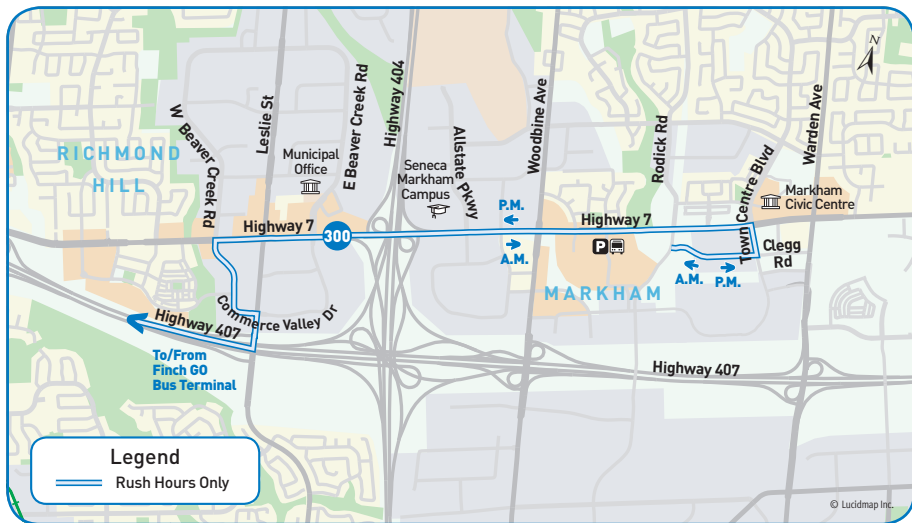 N
W Beaver Creek Rd
Leslie St
E Beaver Creek Rd
Highway 404
Allstate Pkwy
Woodbine Ave
Rodick Rd
Town Centre Blvd
Warden Ave
RICHMOND
HILL
Municipal
Office
Seneca
Markham
Campus
Markham
Civic Centre
P.M.
Highway 7
300
Highway 7
A.M.
P
Clegg
Rd
A.M.
P.M.
MARKHAM
Commerce Valley Dr
Highway 407
To/From
Finch GO
Bus Terminal
Highway 407
Legend
Rush Hours Only
© Lucidmap Inc.